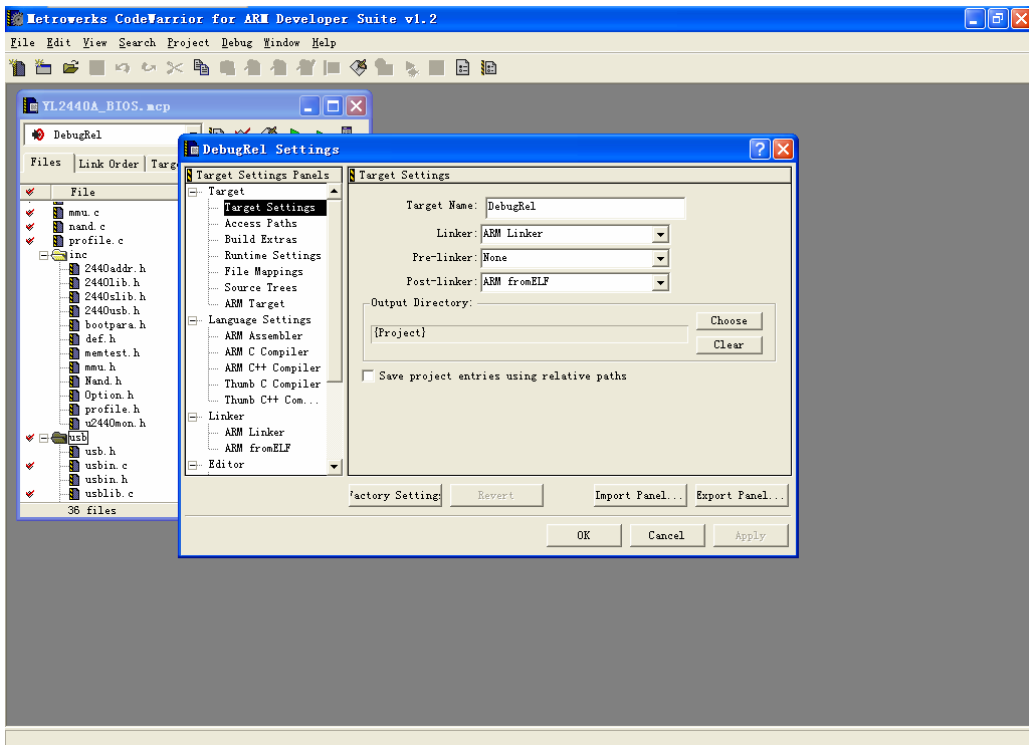 Metrowerks CodeWarrior for ARM Developer Suite v1.2
File Edit View Search Project Debug Window Help
YL2440A_BIOS.mcp
DebugRel
Files Link Order
File
mmu.c
nand.c
profile.c
inc
2440addr.h
2440lib.h
2440slib.h
2440usb.h
bootpara.h
def.h
memtest.h
mmu.h
Nand.h
Option.h
profile.h
u2440mon.h
usb
usb.h
usbin.c
usbin.h
usblib.c
36 files
DebugRel Settings
Target Settings Panels
Target
Target Settings
Access Paths
Build Extras
Runtime Settings
File Mappings
Source Trees
ARM Target
Language Settings
ARM Assembler
ARM C Compiler
ARM C++ Compiler
Thumb C Compiler
Thumb C++ Com...
Linker
ARM Linker
ARM fromELF
Editor
Target Settings
Target Name: DebugRel
Linker: ARM Linker
Pre-linker: None
Post-linker: ARM fromELF
Output Directory:
{Project}
Choose
Clear
Save project entries using relative paths
Factory Settings Revert Import Panel... Export Panel...
OK Cancel Apply